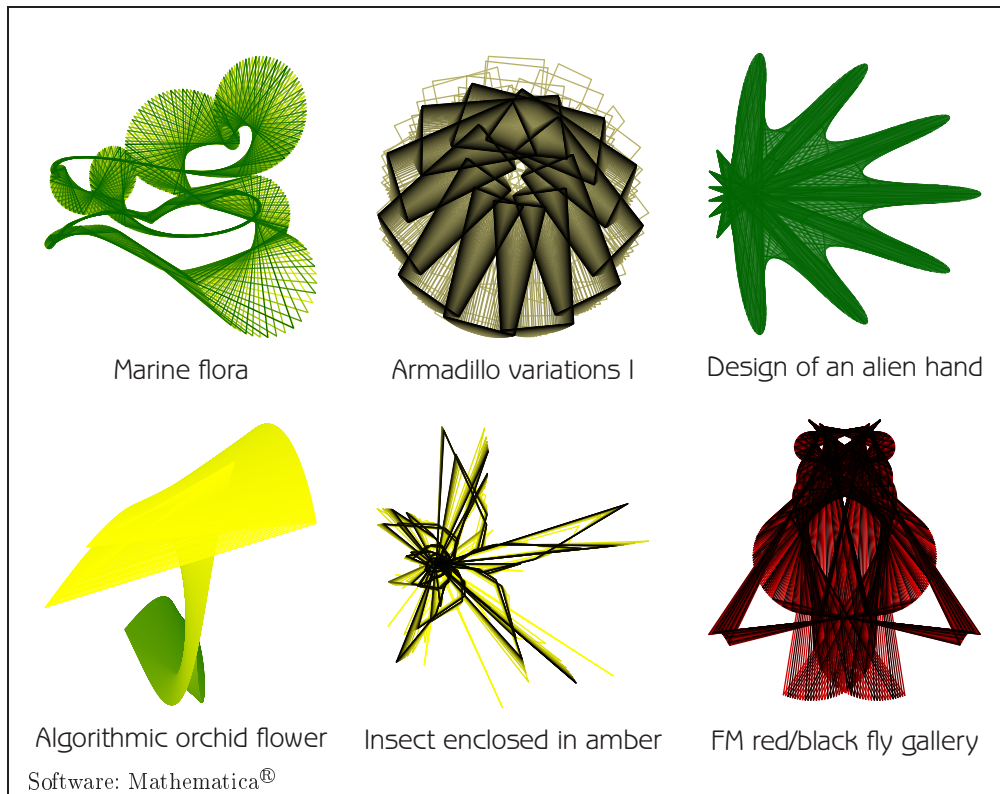 Marine flora
Armadillo variations I
Design of an alien hand
Algorithmic orchid flower
Insect enclosed in amber
FM red/black fly gallery
Software: Mathematica®